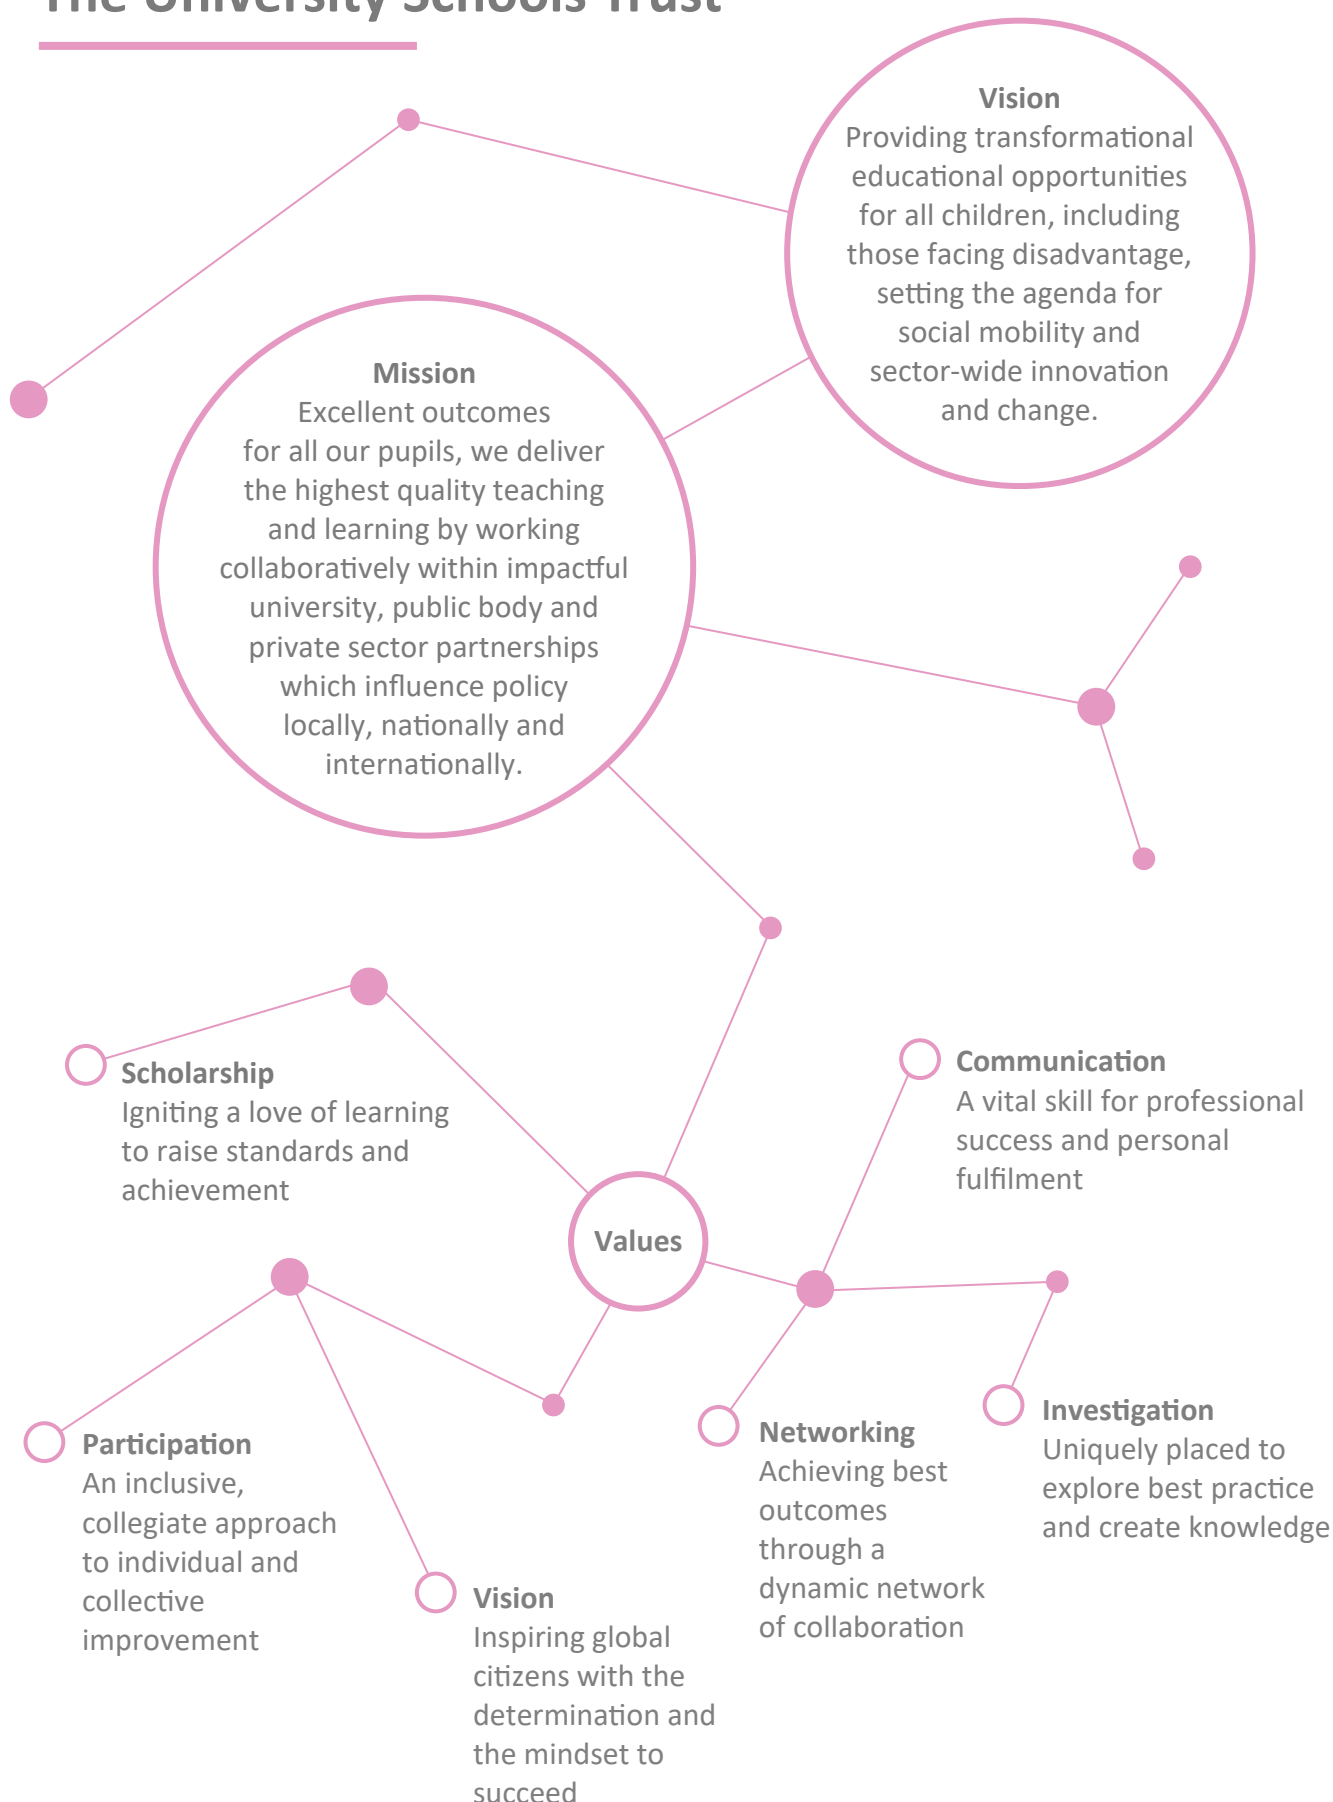 The University Schools Trust
Vision
Providing transformational
educational opportunities
for all children, including
those facing disadvantage,
setting the agenda for
social mobility and
sector-wide innovation
and change.
Mission
Excellent outcomes
for all our pupils, we deliver
the highest quality teaching
and learning by working
collaboratively within impactful
university, public body and
private sector partnerships
which influence policy
locally, nationally and
internationally.
Scholarship
Igniting a love of learning
to raise standards and
achievement
Communication
A vital skill for professional
success and personal
fulfilment
Values
Participation
An inclusive,
collegiate approach
to individual and
collective
improvement
Vision
Inspiring global
citizens with the
determination and
the mindset to
succeed
Networking
Achieving best
outcomes
through a
dynamic network
of collaboration
Investigation
Uniquely placed to
explore best practice
and create knowledge